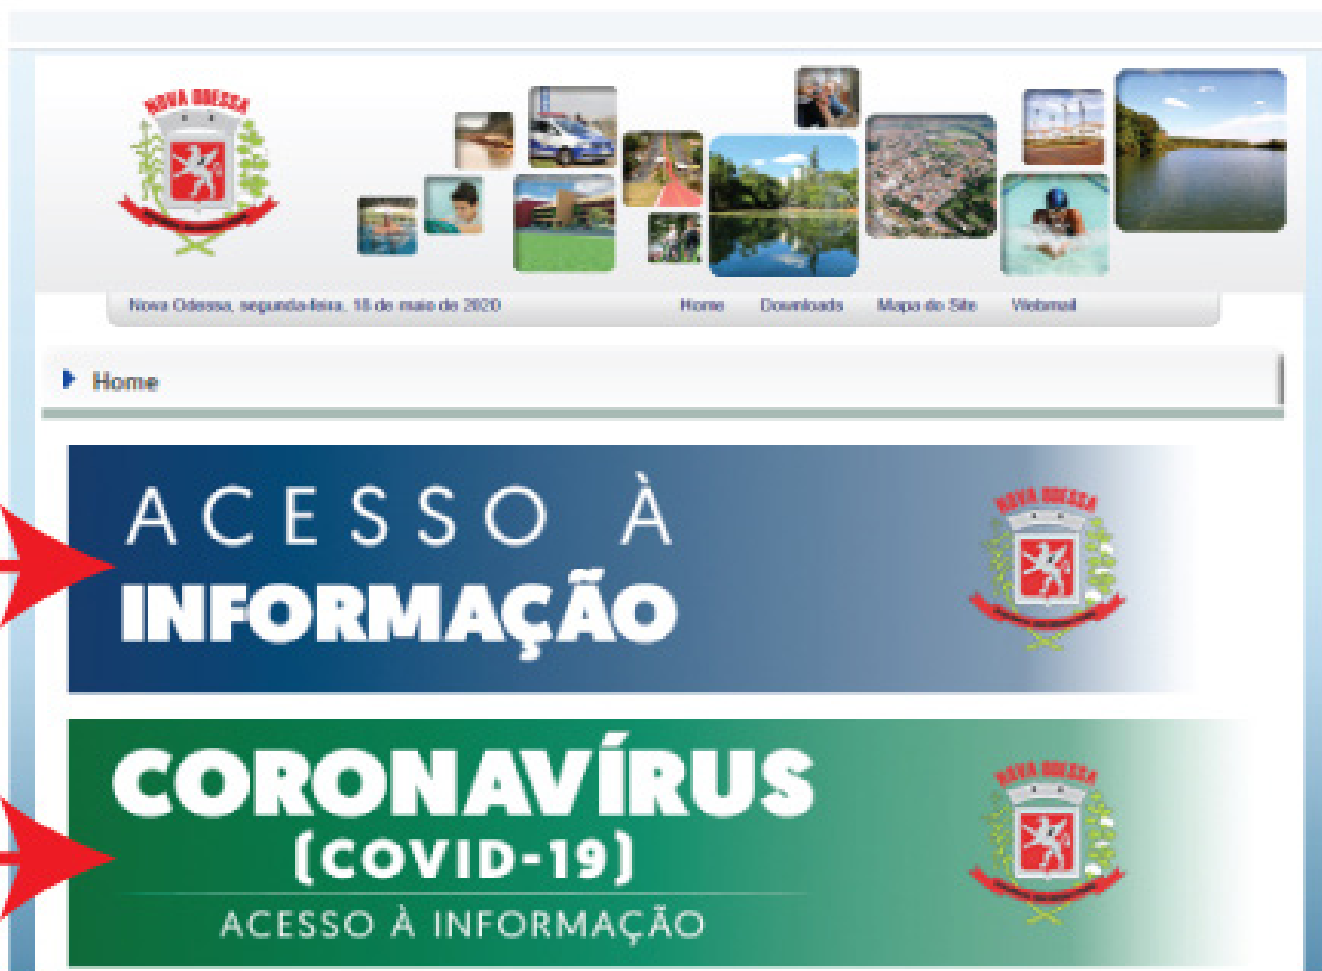 NOVA ODESSA
Nova Odessa, segunda-feira, 18 de maio de 2020
Home Downloads Mapa do Site Webmail
Home
ACESSO À
INFORMAÇÃO
NOVA ODESSA
CORONAVÍRUS
(COVID-19)
ACESSO À INFORMAÇÃO
NOVA ODESSA